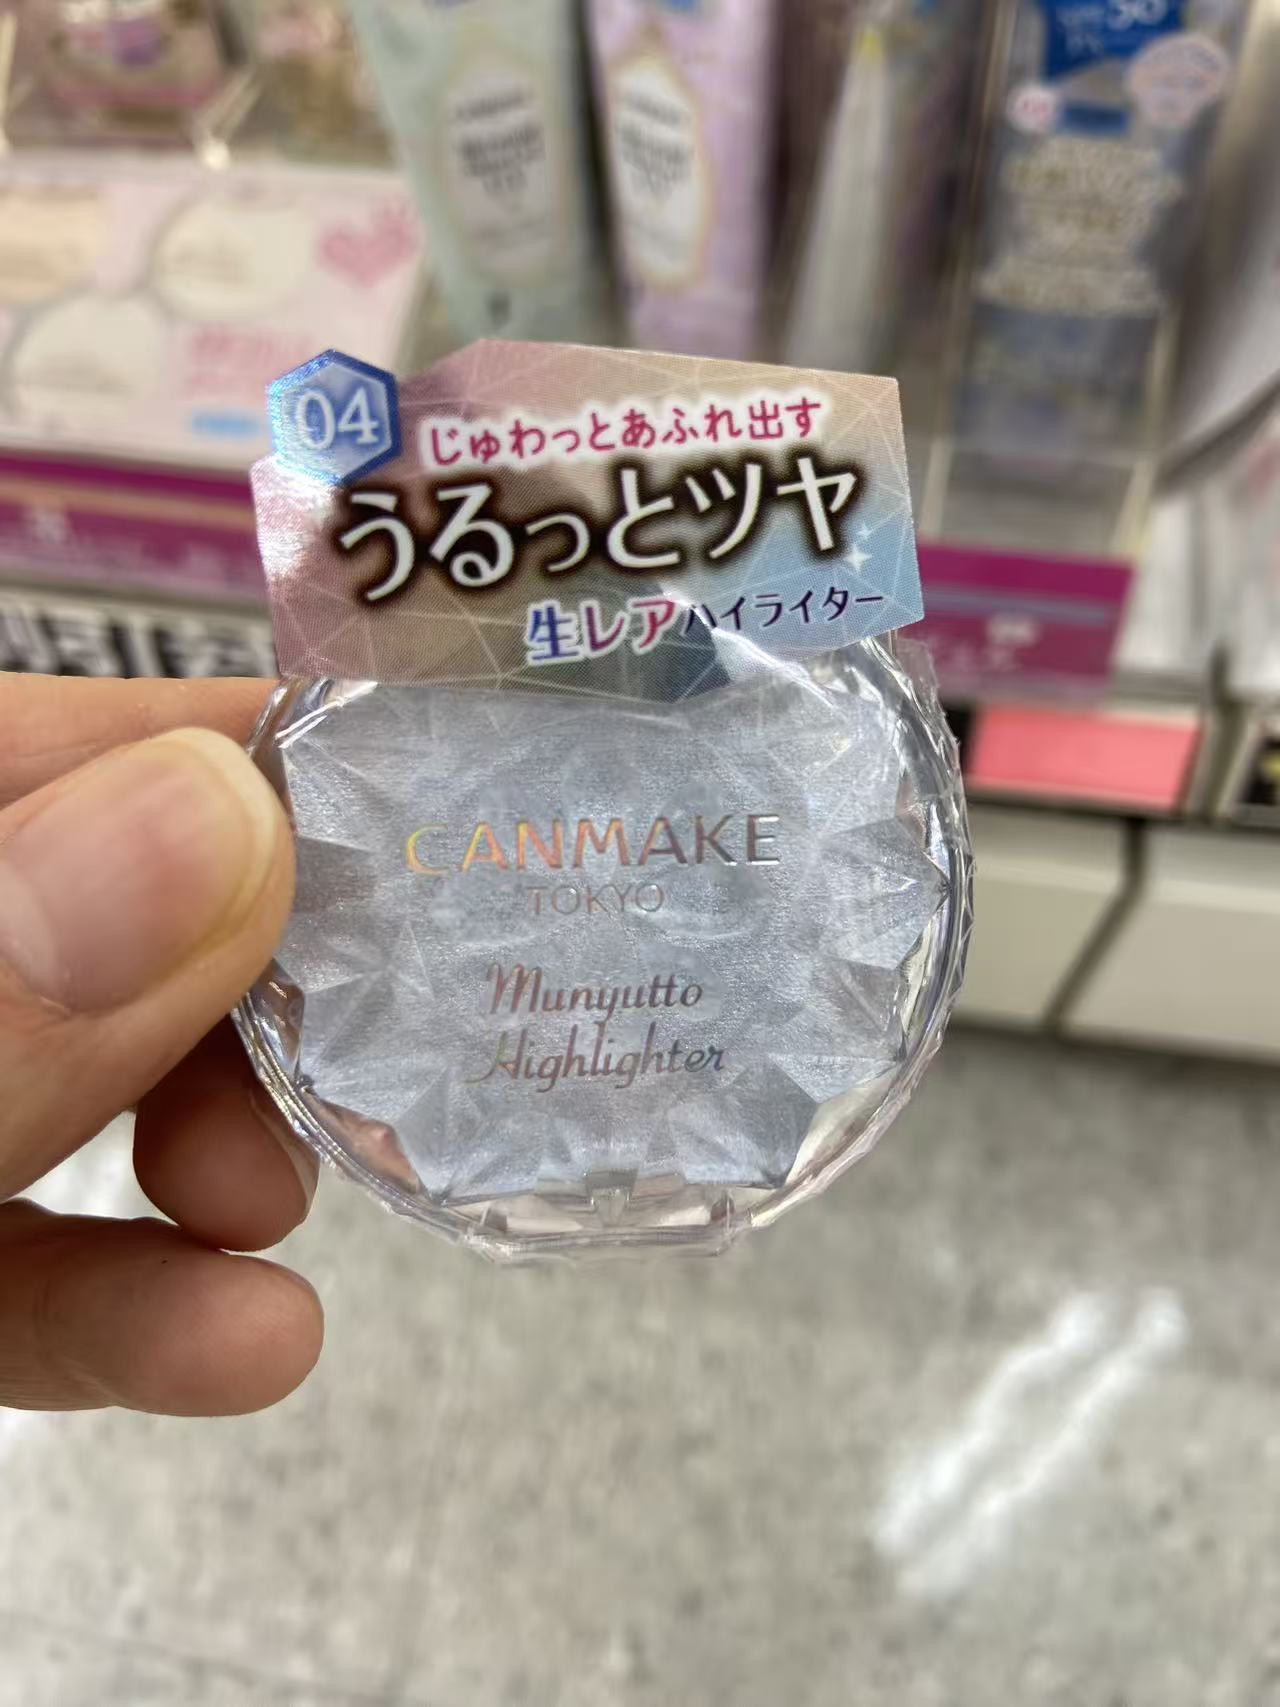 04
じゅわっとあふれ出す
うるっとツヤ
生レアハイライター
CANMAKE
TOKYO
Munyutto
Highlighter